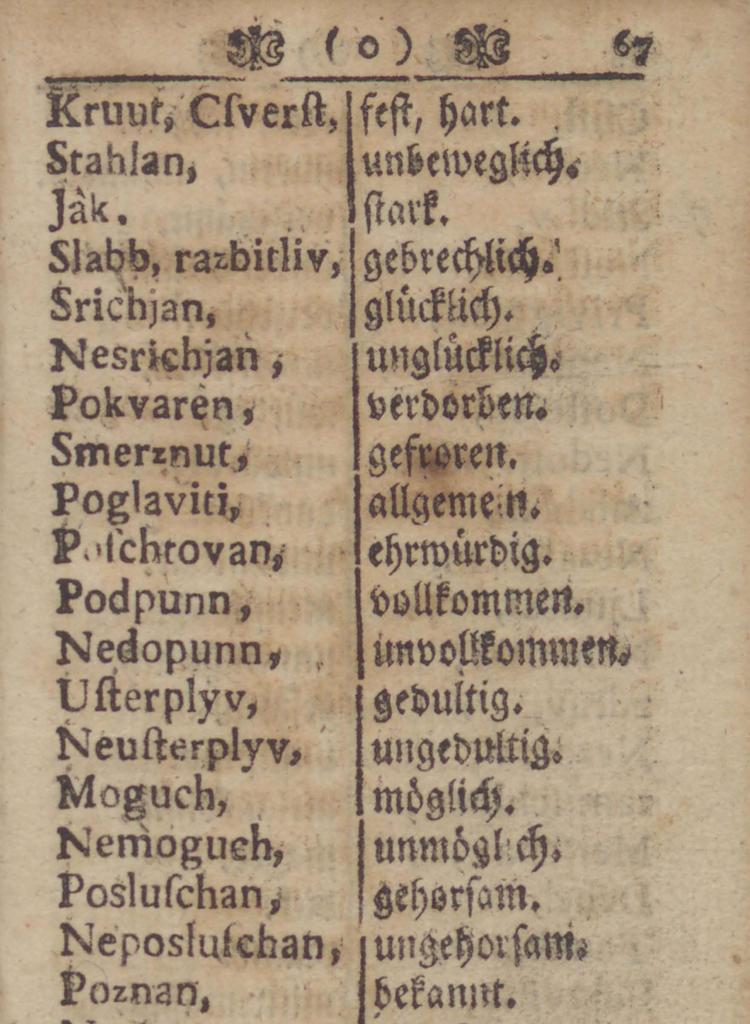 ( o ) 67
Kruut, Cſverſt, feſt, hart.
Stahlan, unbeweglich.
Jàk. ſtark.
Slabb, razbitliv, gebrechlich.
Srichjan, glücklich.
Nesrichjan, unglücklich.
Pokvaren, verdorben.
Smerznut, gefroren.
Poglaviti, allgemein.
Poſchtovan, ehrwürdig.
Podpunn, vollkommen.
Nedopunn, unvollkommen.
Uſterplyv, gedultig.
Neuſterplyv, ungedultig.
Moguch, möglich.
Nemoguch, unmöglich.
Posluſchan, gehorſam.
Neposluſchan, ungehorſam.
Poznan, bekannt.